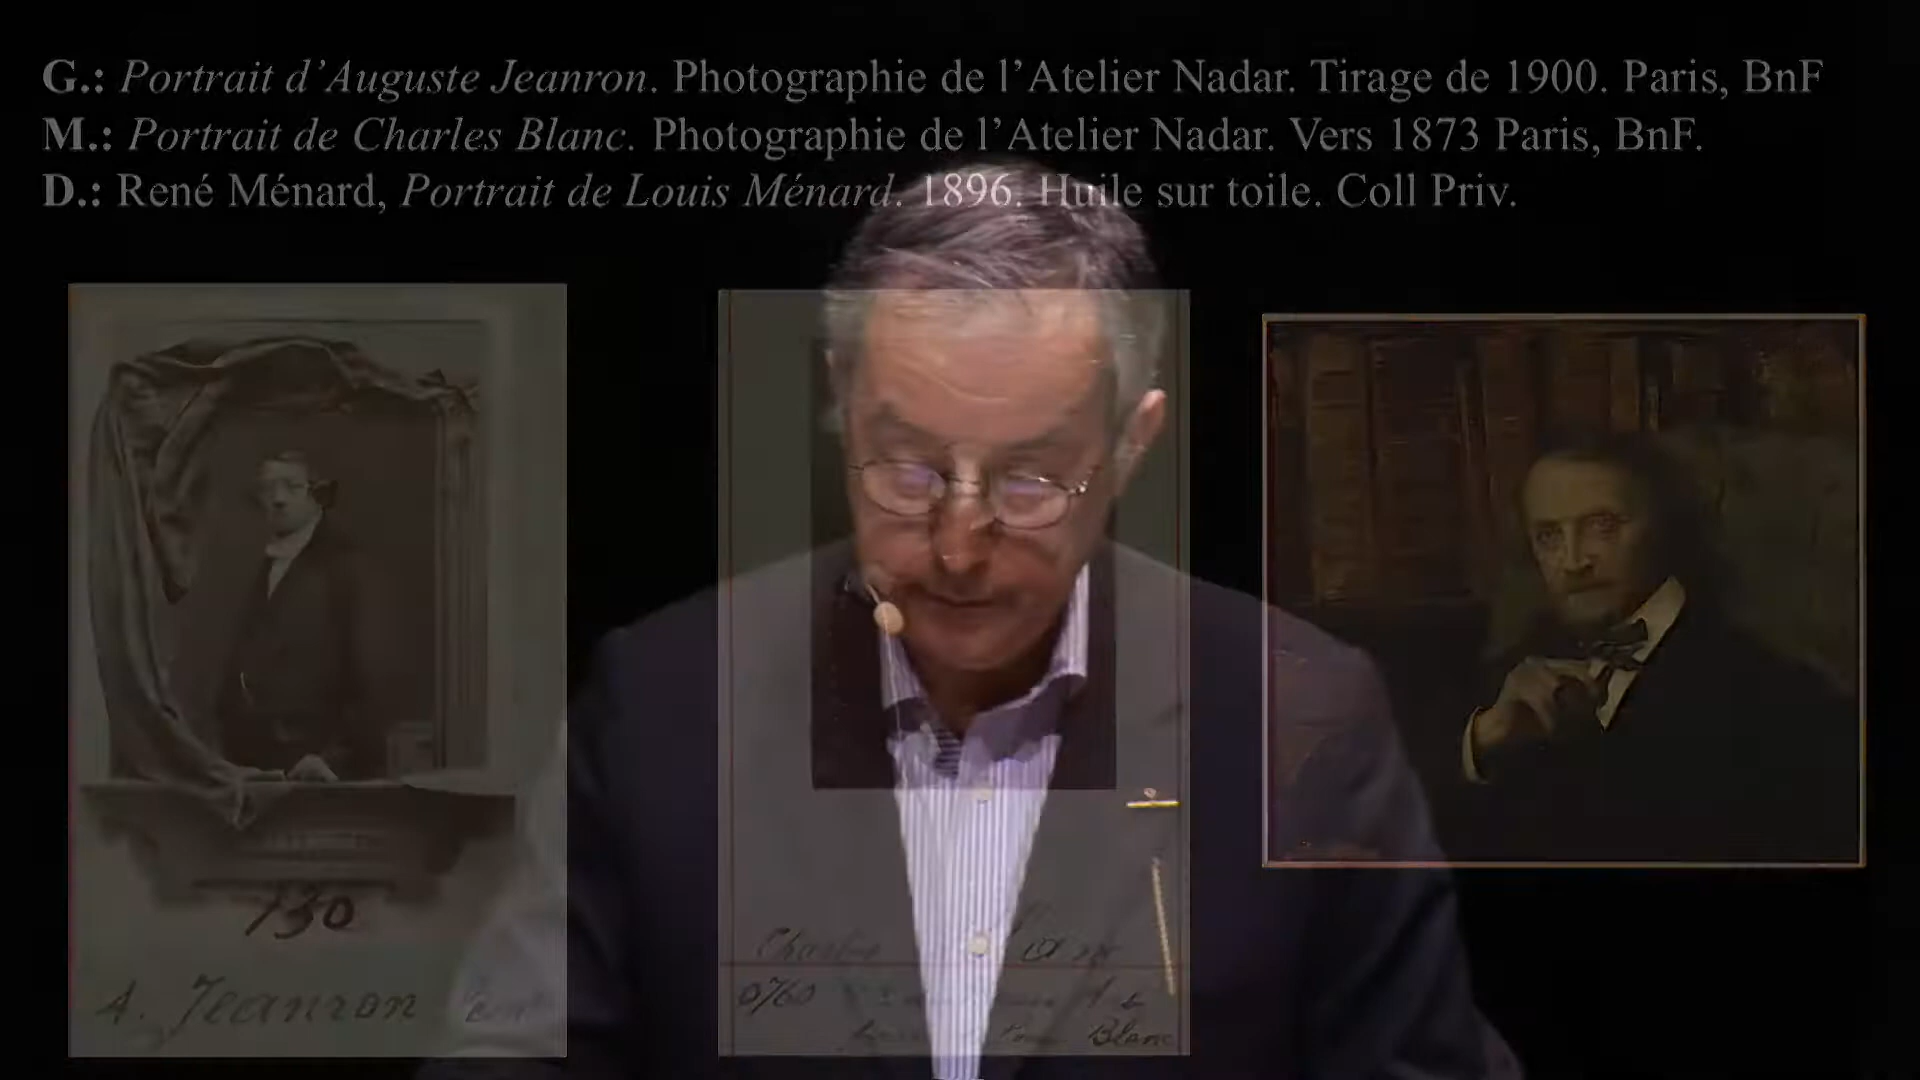 G.: Portrait d’Auguste Jeanron. Photographie de l’Atelier Nadar. Tirage de 1900. Paris, BnF
M.: Portrait de Charles Blanc. Photographie de l’Atelier Nadar. Vers 1873 Paris, BnF.
D.: René Ménard, Portrait de Louis Ménard. 1896. Huile sur toile. Coll Priv.
730
A. Jeanron
Charles
0760
Blanc